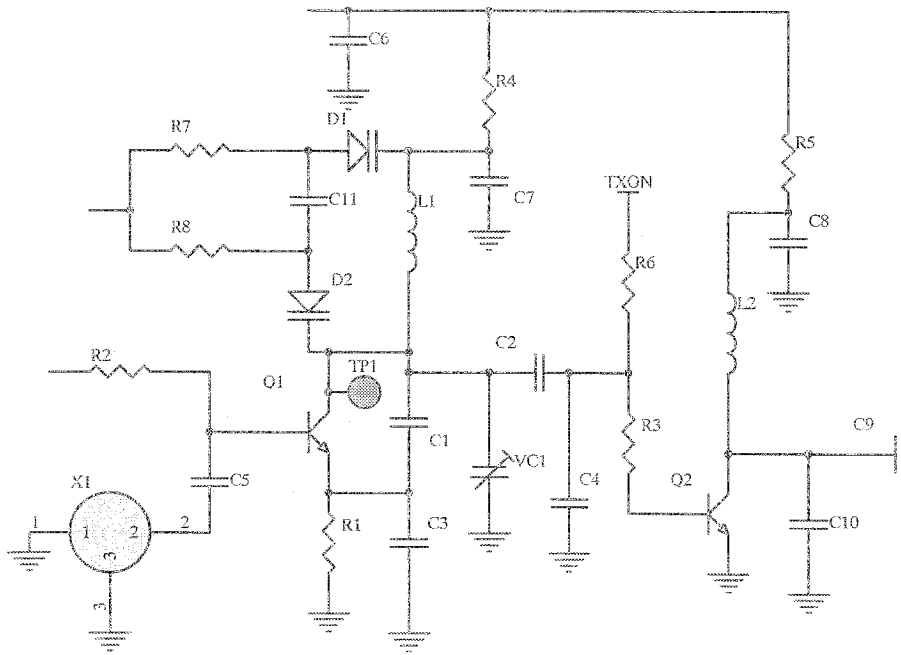 C6
R4
D1
R7
R5
C11
L1
C7
TXON
R8
C8
R6
D2
L2
C2
R2
TP1
Q1
R3
C9
C1
VC1
C5
C4
Q2
X1
1
1
2
2
R1
C3
C10
3
3